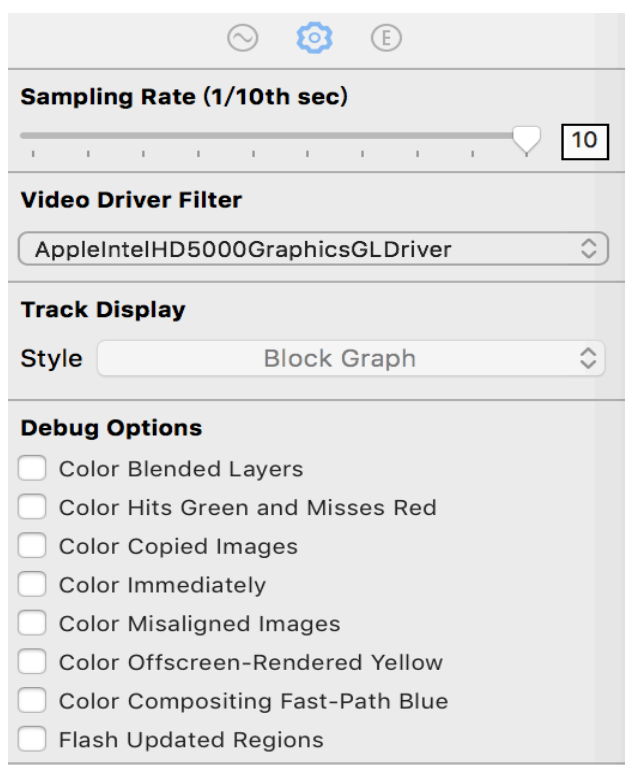 E
Sampling Rate (1/10th sec)
10
Video Driver Filter
AppleIntelHD5000GraphicsGLDriver
Track Display
Style Block Graph
Debug Options
Color Blended Layers
Color Hits Green and Misses Red
Color Copied Images
Color Immediately
Color Misaligned Images
Color Offscreen-Rendered Yellow
Color Compositing Fast-Path Blue
Flash Updated Regions